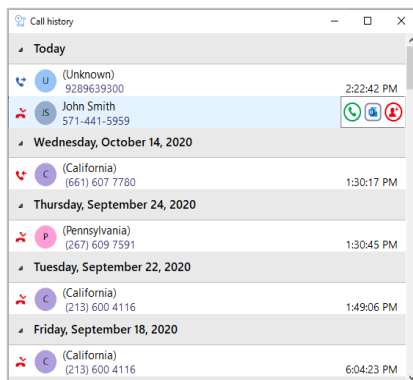 Call history
Today
U
(Unknown)
9289639300
2:22:42 PM
JS
John Smith
571-441-5959
Wednesday, October 14, 2020
C
(California)
(661) 607 7780
1:30:17 PM
Thursday, September 24, 2020
P
(Pennsylvania)
(267) 609 7591
1:30:45 PM
Tuesday, September 22, 2020
C
(California)
(213) 600 4116
1:49:06 PM
Friday, September 18, 2020
C
(California)
(213) 600 4116
6:04:23 PM